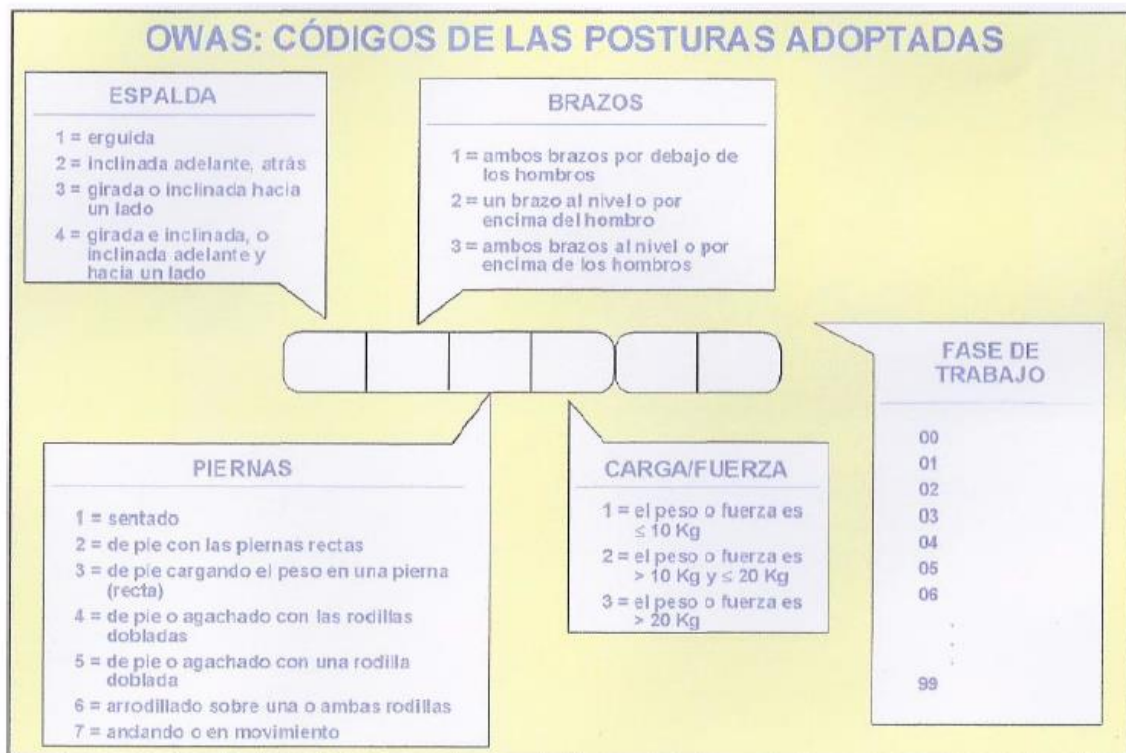 OWAS: CÓDIGOS DE LAS POSTURAS ADOPTADAS
ESPALDA
1 = erguida
2 = inclinada adelante, atrás
3 = girada o inclinada hacia
un lado
4 = girada e inclinada, o
inclinada adelante y
hacia un lado
BRAZOS
1 = ambos brazos por debajo de
los hombros
2 = un brazo al nivel o por
encima del hombro
3 = ambos brazos al nivel o por
encima de los hombros
PIERNAS
1 = sentado
2 = de pie con las piernas rectas
3 = de pie cargando el peso en una pierna
(recta)
4 = de pie o agachado con las rodillas
dobladas
5 = de pie o agachado con una rodilla
doblada
6 = arrodillado sobre una o ambas rodillas
7 = andando o en movimiento
CARGA/FUERZA
1 = el peso o fuerza es
≤ 10 Kg
2 = el peso o fuerza es
> 10 Kg y ≤ 20 Kg
3 = el peso o fuerza es
> 20 Kg
FASE DE
TRABAJO
00
01
02
03
04
05
06
.
.
.
99